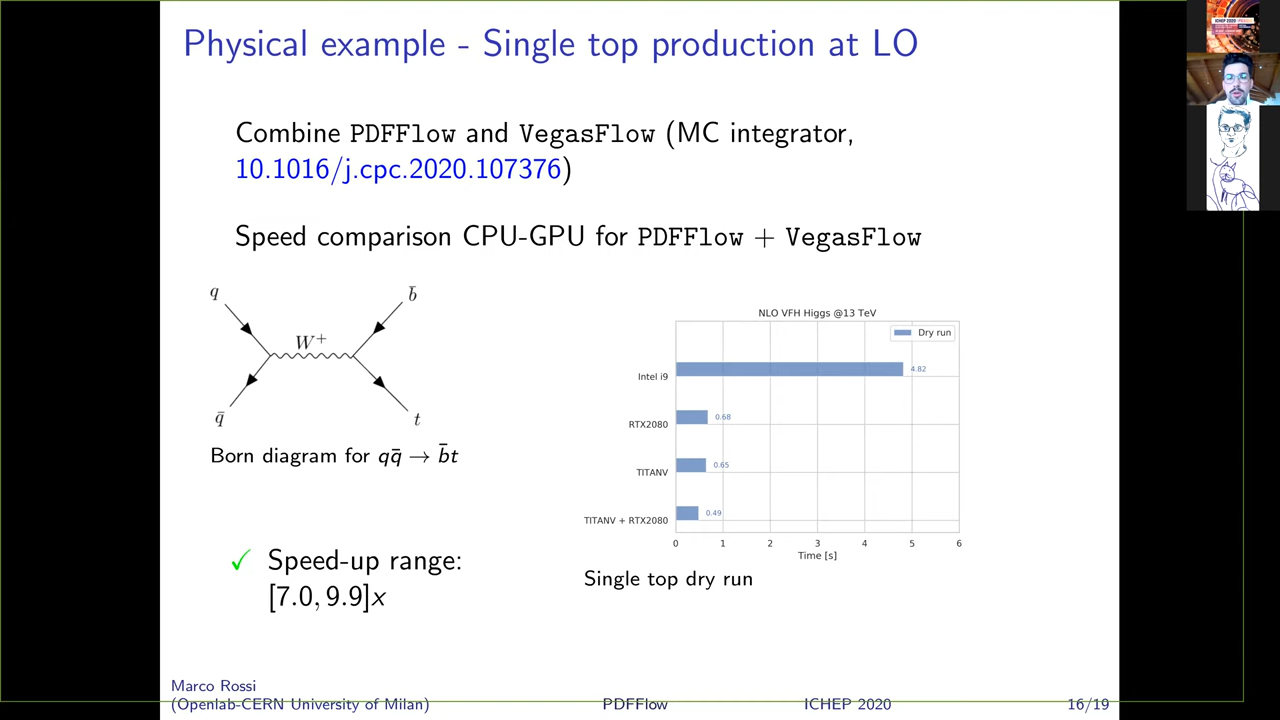 Physical example - Single top production at LO
Combine PDFFlow and VegasFlow (MC integrator,
10.1016/j.cpc.2020.107376)
Speed comparison CPU-GPU for PDFFlow + VegasFlow
q
b̄
W⁺
q̄
t
Born diagram for qq̄ → b̄t
NLO VFH Higgs @13 TeV
Dry run
Intel i9
4.82
RTX2080
0.68
TITANV
0.65
TITANV + RTX2080
0.49
0 1 2 3 4 5 6
Time [s]
Single top dry run
✓ Speed-up range:
[7.0, 9.9]x
Marco Rossi
(Openlab-CERN University of Milan) PDFFlow ICHEP 2020 16/19
ICHEP 2020